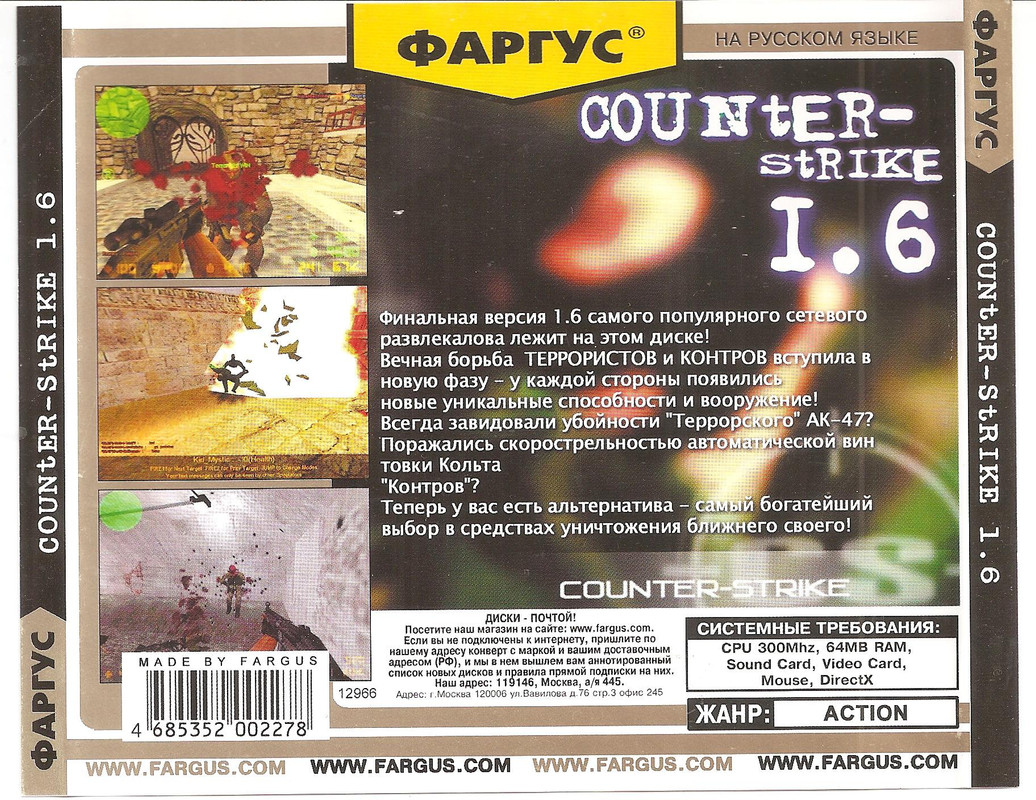 ФАРГУС®
НА РУССКОМ ЯЗЫКЕ
COUNtER-
StRIKE
1.6
Финальная версия 1.6 самого популярного сетевого
развлекалова лежит на этом диске!
Вечная борьба ТЕРРОРИСТОВ и КОНТРОВ вступила в
новую фазу – у каждой стороны появились
новые уникальные способности и вооружение!
Всегда завидовали убойности "Террорского" АК-47?
Поражались скорострельностью автоматической вин
товки Кольта
"Контров"?
Теперь у вас есть альтернатива – самый богатейший
выбор в средствах уничтожения ближнего своего!
COUNTER-STRIKE
ДИСКИ - ПОЧТОЙ!
Посетите наш магазин на сайте: www.fargus.com.
Если вы не подключены к интернету, пришлите по
нашему адресу конверт с маркой и вашим доставочным
адресом (РФ), и мы в нем вышлем вам аннотированный
список новых дисков и правила прямой подписки на них.
Наш адрес: 119146, Москва, а/я 445.
Адрес: г.Москва 120006 ул.Вавилова д.76 стр.3 офис 245
12966
СИСТЕМНЫЕ ТРЕБОВАНИЯ:
CPU 300Mhz, 64MB RAM,
Sound Card, Video Card,
Mouse, DirectX
ЖАНР: ACTION
MADE BY FARGUS
4 685352 002278
WWW.FARGUS.COM WWW.FARGUS.COM WWW.FARGUS.COM WWW.FARGUS.COM
ФАРГУС COUNtER-StRIKE 1.6
ФАРГУС COUNtER-StRIKE 1.6